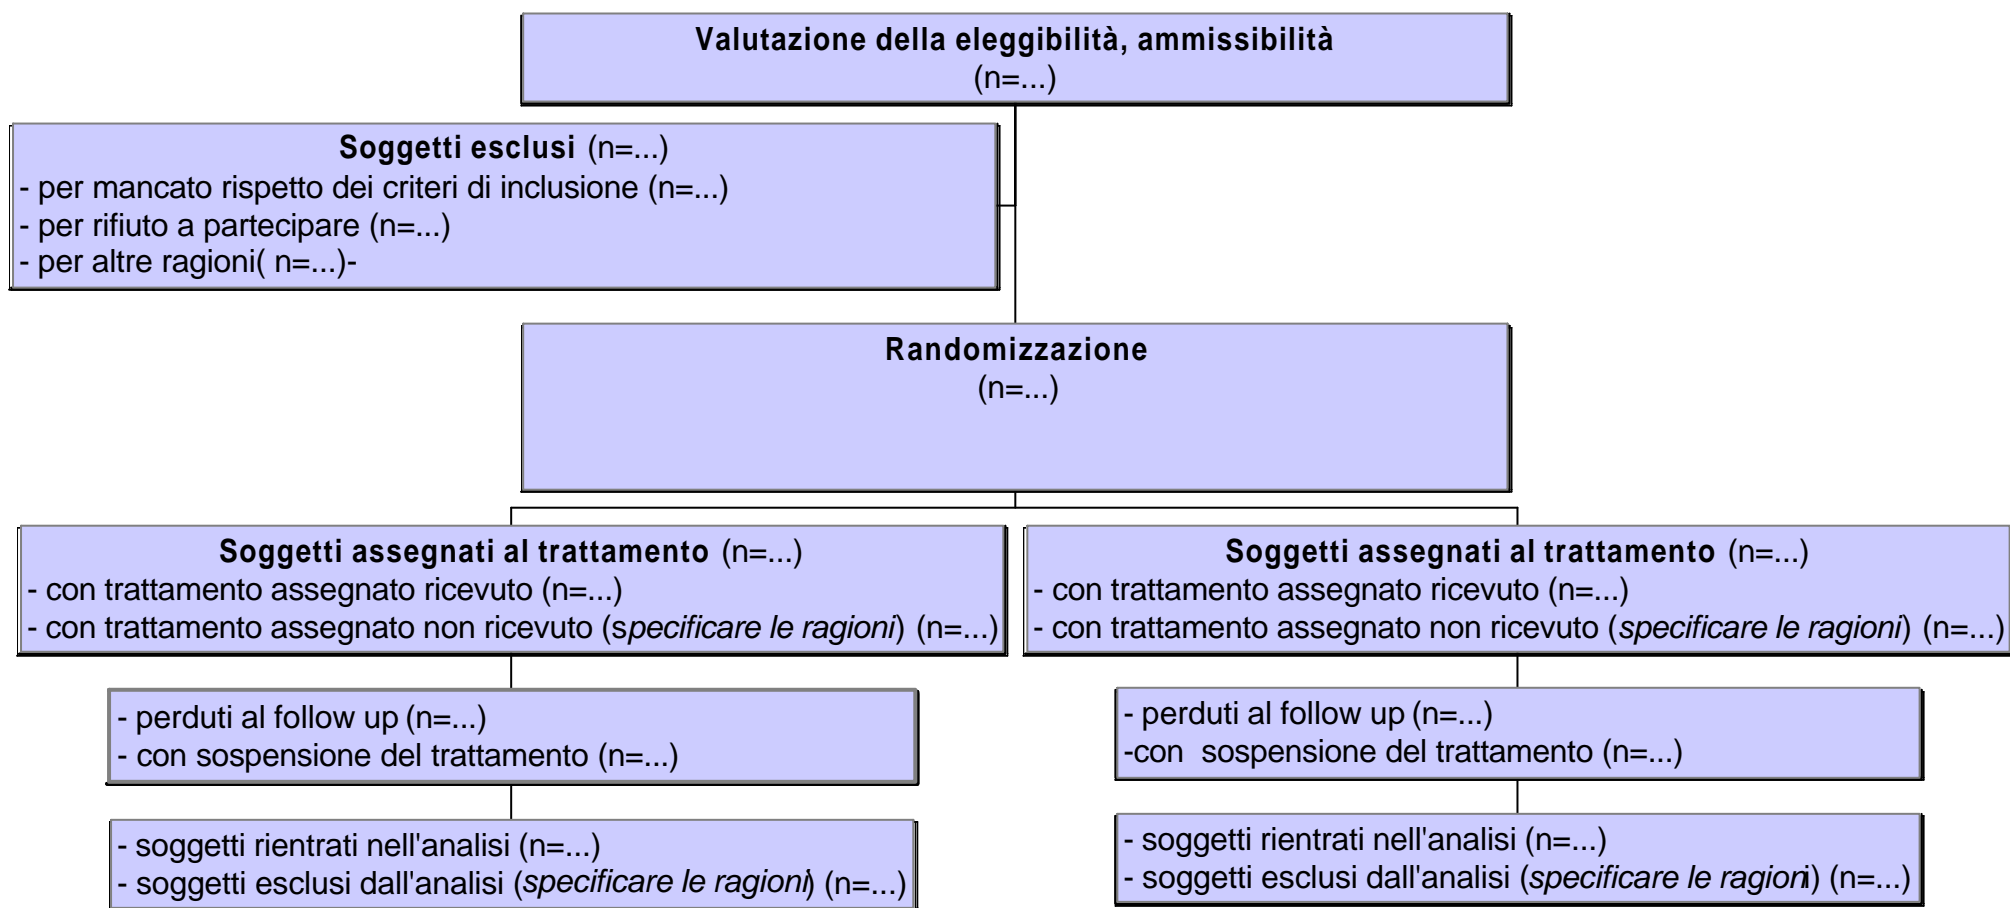 Valutazione della eleggibilità, ammissibilità
(n=...)
Soggetti esclusi (n=...)
- per mancato rispetto dei criteri di inclusione (n=...)
- per rifiuto a partecipare (n=...)
- per altre ragioni( n=...)-
Randomizzazione
(n=...)
Soggetti assegnati al trattamento (n=...)
- con trattamento assegnato ricevuto (n=...)
- con trattamento assegnato non ricevuto (specificare le ragioni) (n=...)
Soggetti assegnati al trattamento (n=...)
- con trattamento assegnato ricevuto (n=...)
- con trattamento assegnato non ricevuto (specificare le ragioni) (n=...)
- perduti al follow up (n=...)
- con sospensione del trattamento (n=...)
- perduti al follow up (n=...)
-con  sospensione del trattamento (n=...)
- soggetti rientrati nell'analisi (n=...)
- soggetti esclusi dall'analisi (specificare le ragioni) (n=...)
- soggetti rientrati nell'analisi (n=...)
- soggetti esclusi dall'analisi (specificare le ragioni) (n=...)